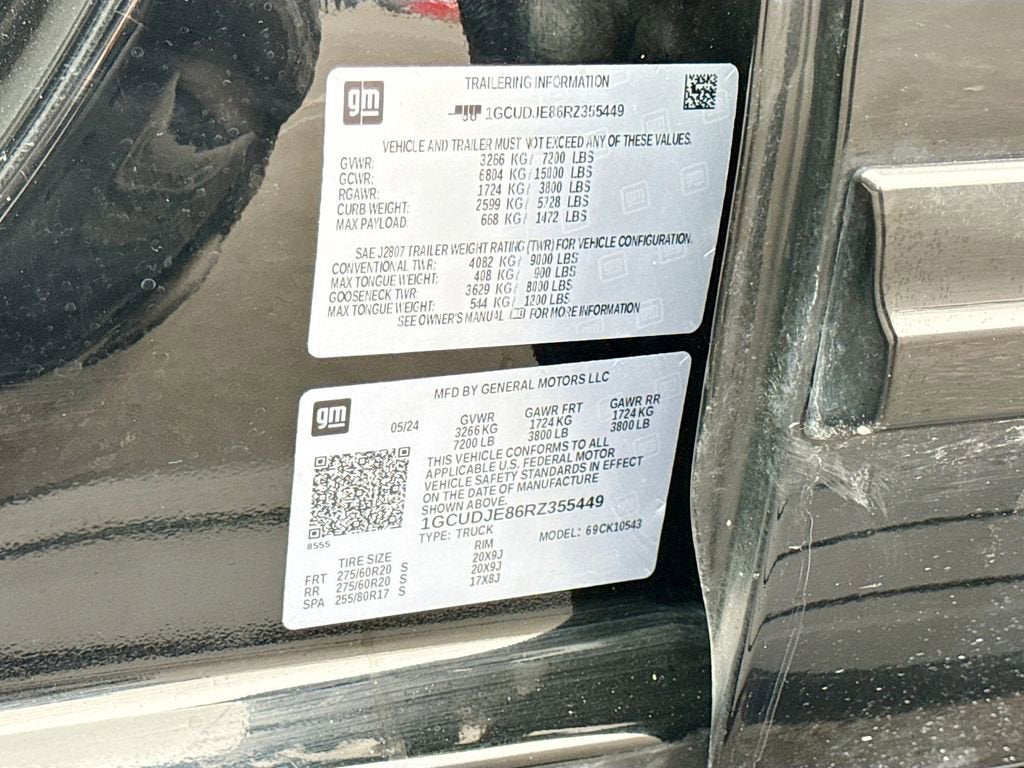 gm
TRAILERING INFORMATION
1GCUDJE86RZ355449
VEHICLE AND TRAILER MUST NOT EXCEED ANY OF THESE VALUES.
GVWR: 3266 KG/ 7200 LBS
GCWR: 6804 KG/ 15000 LBS
RGAWR: 1724 KG/ 3800 LBS
CURB WEIGHT: 2599 KG/ 5728 LBS
MAX PAYLOAD: 668 KG/ 1472 LBS
SAE J2807 TRAILER WEIGHT RATING (TWR) FOR VEHICLE CONFIGURATION.
CONVENTIONAL TWR: 4082 KG/ 9000 LBS
MAX TONGUE WEIGHT: 408 KG/ 900 LBS
GOOSENECK TWR: 3629 KG/ 8000 LBS
MAX TONGUE WEIGHT: 544 KG/ 1200 LBS
SEE OWNER'S MANUAL FOR MORE INFORMATION
gm
MFD BY GENERAL MOTORS LLC
05/24 GVWR GAWR FRT GAWR RR
3266 KG 1724 KG 1724 KG
7200 LB 3800 LB 3800 LB
THIS VEHICLE CONFORMS TO ALL
APPLICABLE U.S. FEDERAL MOTOR
VEHICLE SAFETY STANDARDS IN EFFECT
ON THE DATE OF MANUFACTURE
SHOWN ABOVE.
1GCUDJE86RZ355449
8555
TYPE: TRUCK MODEL: 69CK10543
TIRE SIZE RIM
FRT 275/60R20 S 20X9J
RR 275/60R20 S 20X9J
SPA 255/80R17 S 17X8J